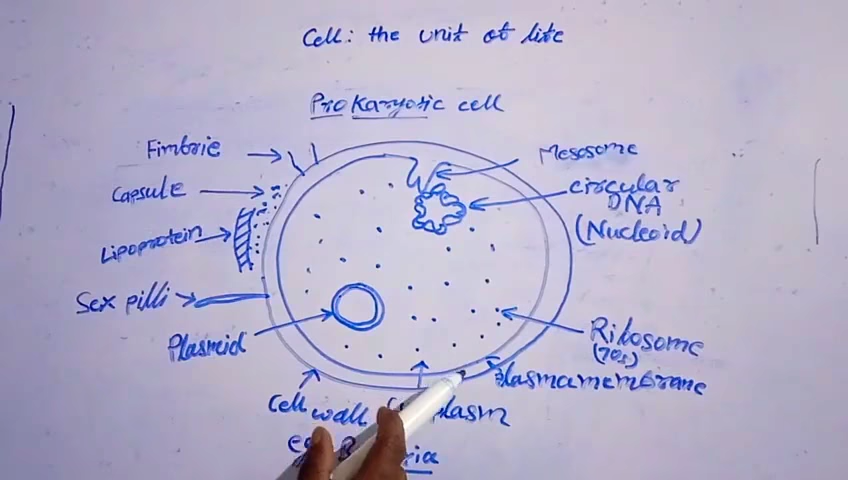 Cell: the unit of life
Prokaryotic cell
Fimbrie
Capsule
Lipoprotein
Sex pilli
Plasmid
Cell wall
Mesosome
circular
DNA
(Nucleoid)
Ribosome
(70s)
Plasmamembrane
eg